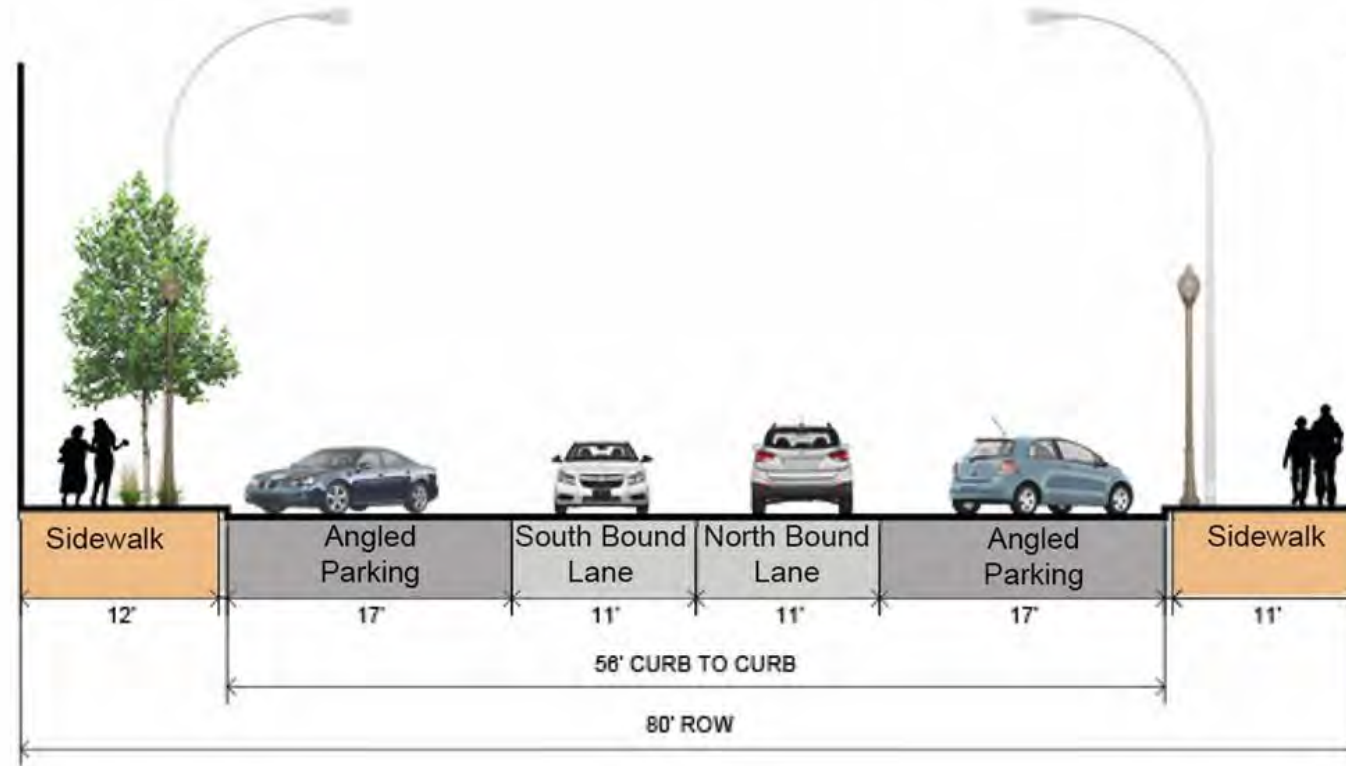 Sidewalk
Angled
Parking
South Bound
Lane
North Bound
Lane
Angled
Parking
Sidewalk
12'
17'
11'
11'
17'
11'
56' CURB TO CURB
80' ROW